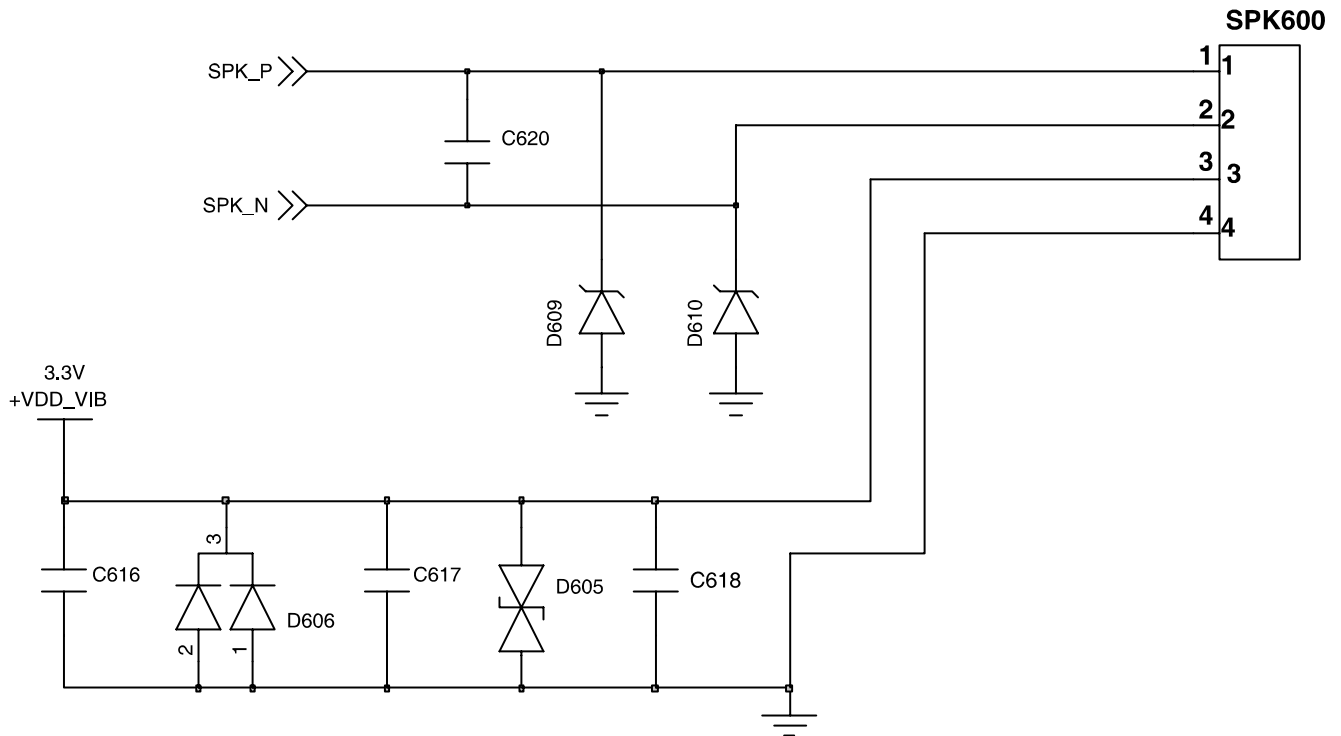 SPK600
SPK_P
1 1
2 2
C620
3 3
SPK_N
4 4
D609
D610
3.3V
+VDD_VIB
3
C616
C617
D605
C618
D606
2
1